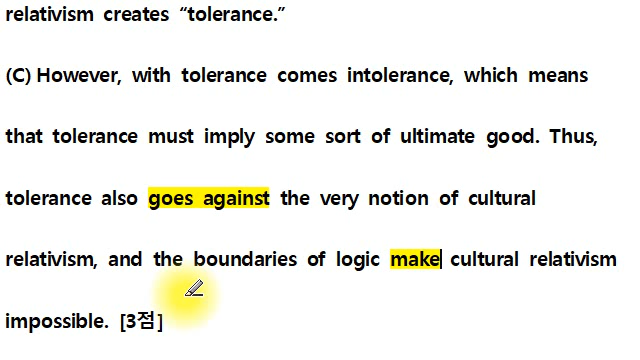 relativism creates “tolerance.”
(C) However, with tolerance comes intolerance, which means
that tolerance must imply some sort of ultimate good. Thus,
tolerance also goes against the very notion of cultural
relativism, and the boundaries of logic make cultural relativism
impossible. [3점]